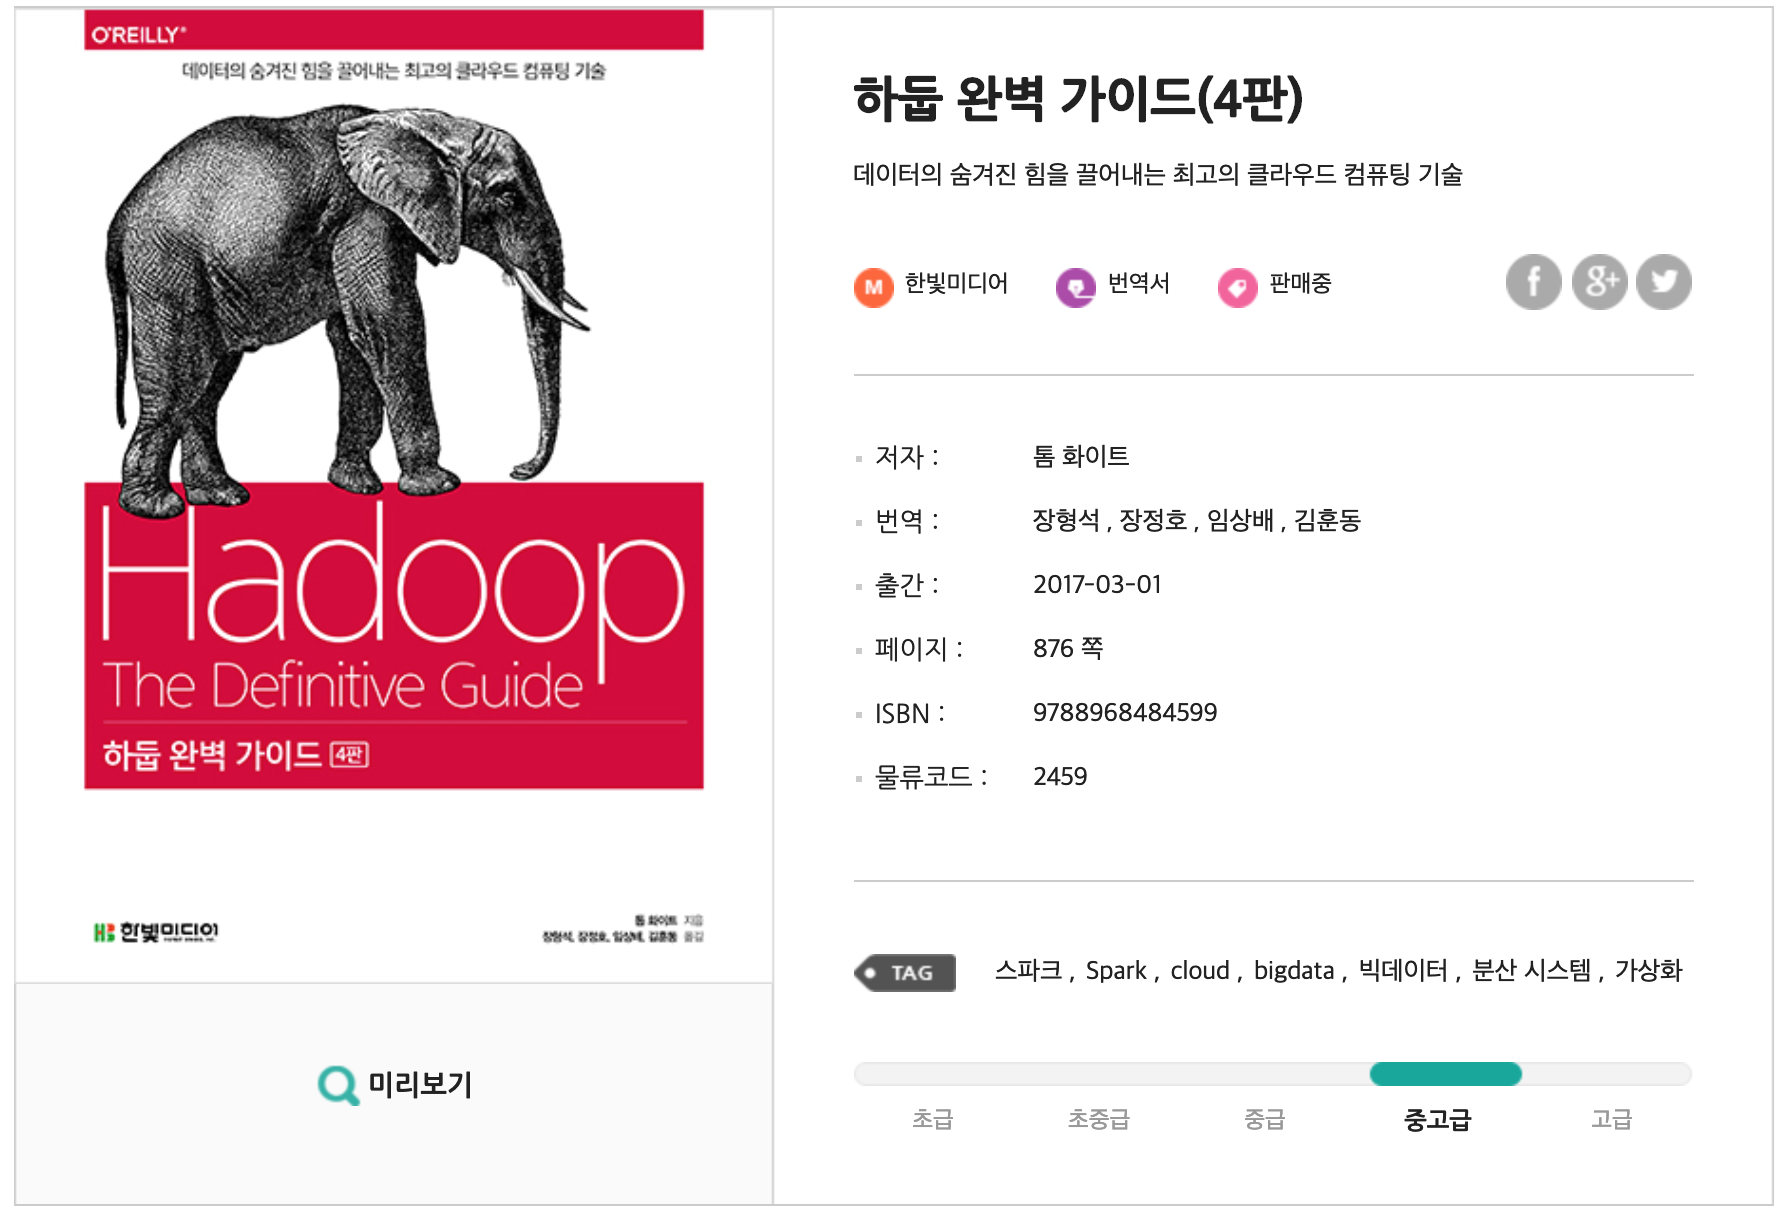 O'REILLY®
데이터의 숨겨진 힘을 끌어내는 최고의 클라우드 컴퓨팅 기술
Hadoop
The Definitive Guide
하둡 완벽 가이드 4판
한빛미디어
톰 화이트 지음
장형석, 장정호, 임상배, 김훈동 옮김
미리보기
하둡 완벽 가이드(4판)
데이터의 숨겨진 힘을 끌어내는 최고의 클라우드 컴퓨팅 기술
M 한빛미디어 번역서 판매중 f g+
저자 : 톰 화이트
번역 : 장형석 , 장정호 , 임상배 , 김훈동
출간 : 2017-03-01
페이지 : 876 쪽
ISBN : 9788968484599
물류코드 : 2459
TAG 스파크 , Spark , cloud , bigdata , 빅데이터 , 분산 시스템 , 가상화
초급 초중급 중급 중고급 고급